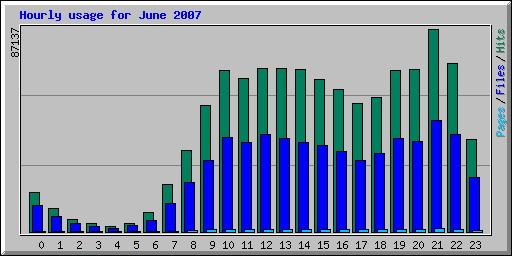 Hourly usage for June 2007
87137
Pages / Files / Hits
0 1 2 3 4 5 6 7 8 9 10 11 12 13 14 15 16 17 18 19 20 21 22 23